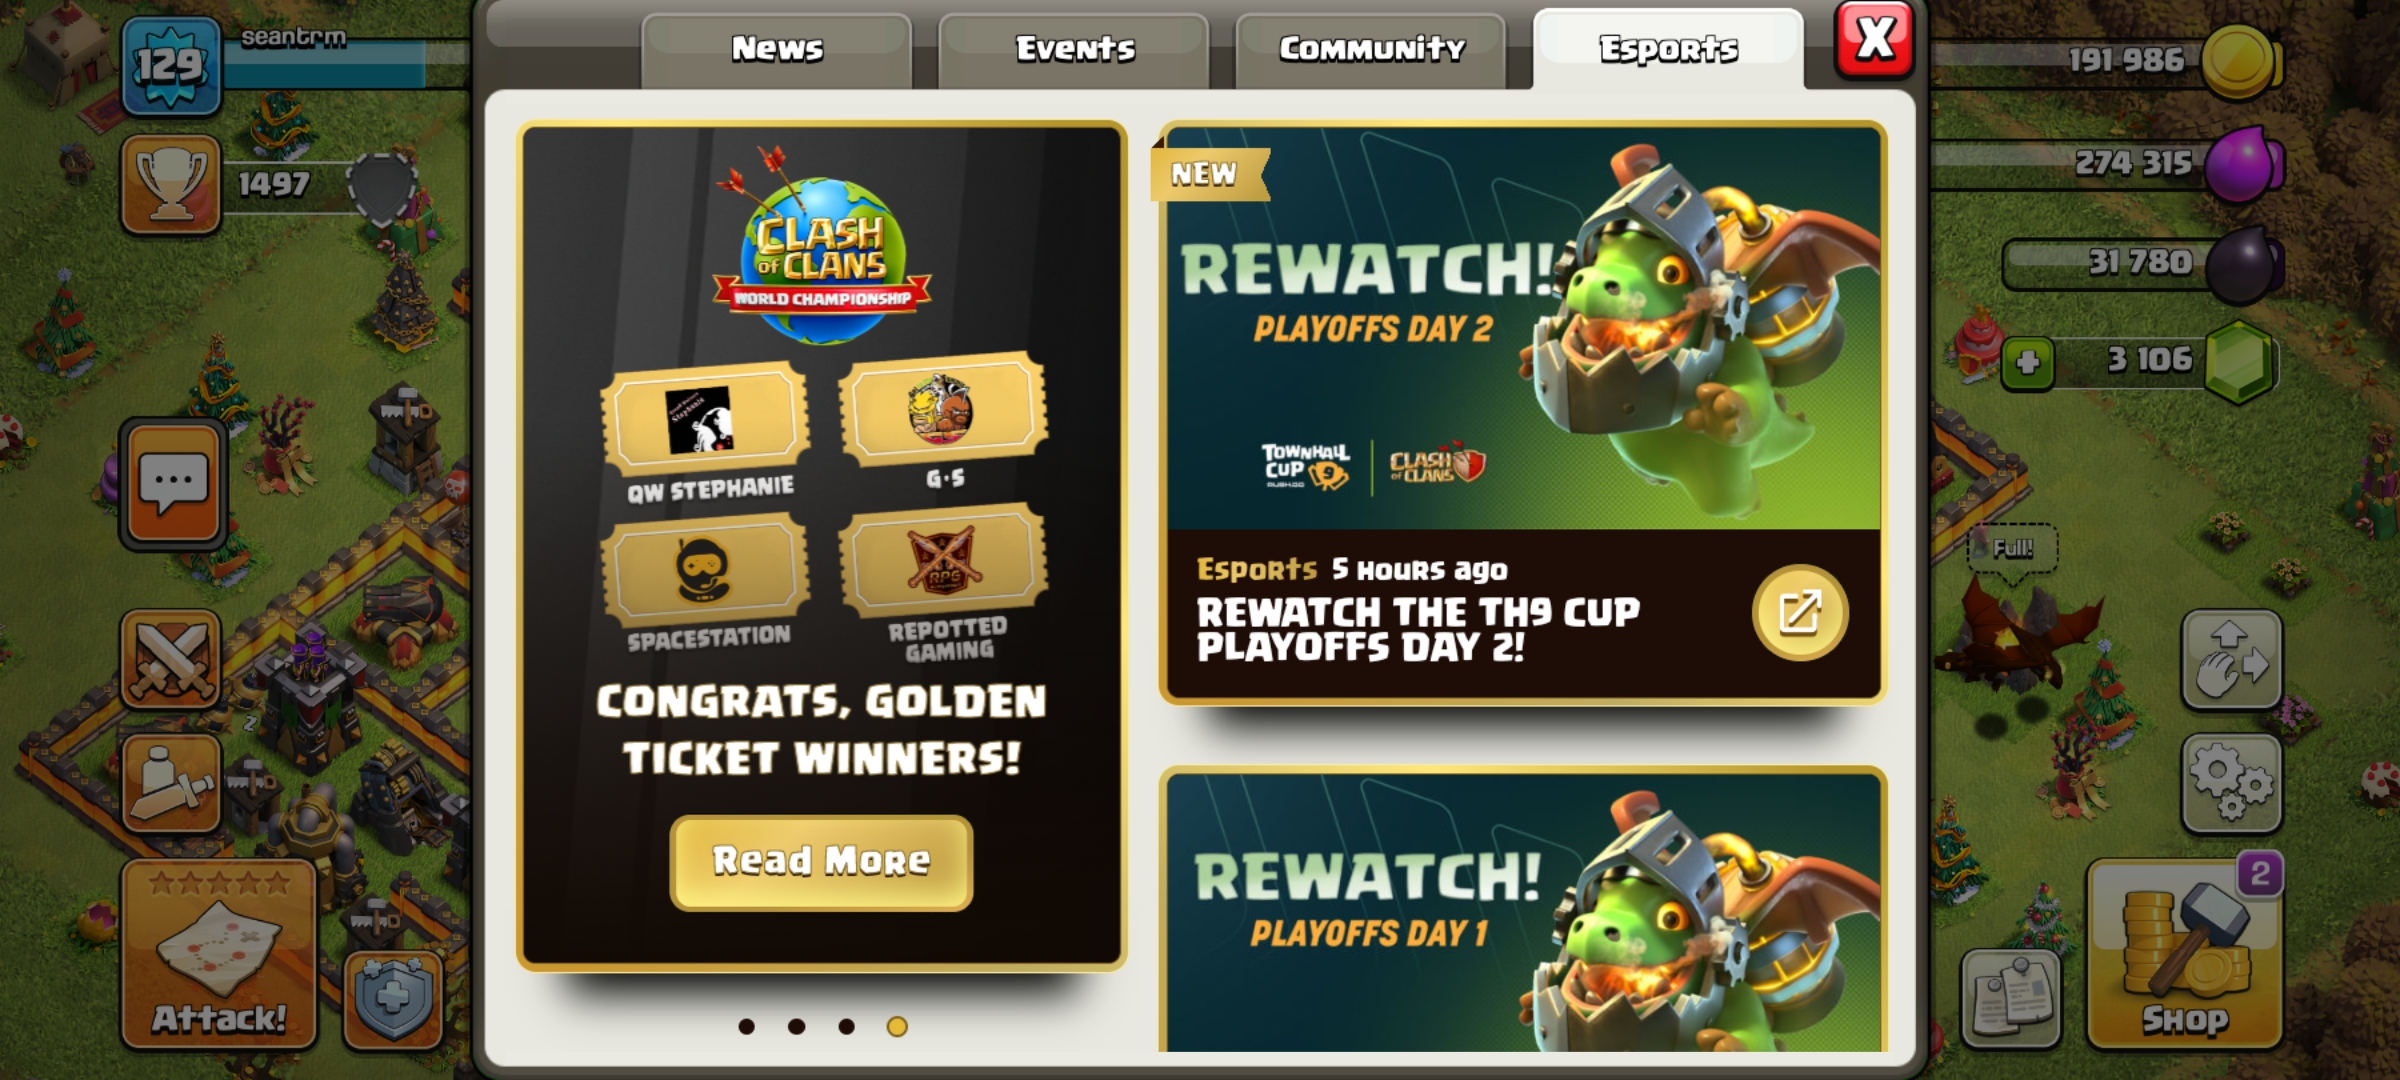 129
seantrm
1497
News
Events
Community
Esports
X
191 986
274 315
31 780
3 106
CLASH
of CLANS
WORLD CHAMPIONSHIP
Stephanie
QW STEPHANIE
G·S
RPG
SPACESTATION
REPOTTED
GAMING
CONGRATS, GOLDEN
TICKET WINNERS!
Read More
NEW
REWATCH!
PLAYOFFS DAY 2
TOWNHALL
CUP 9
CLASH
of CLANS
Esports 5 Hours ago
REWATCH THE TH9 CUP
PLAYOFFS DAY 2!
REWATCH!
PLAYOFFS DAY 1
Full!
z
Attack!
2
Shop